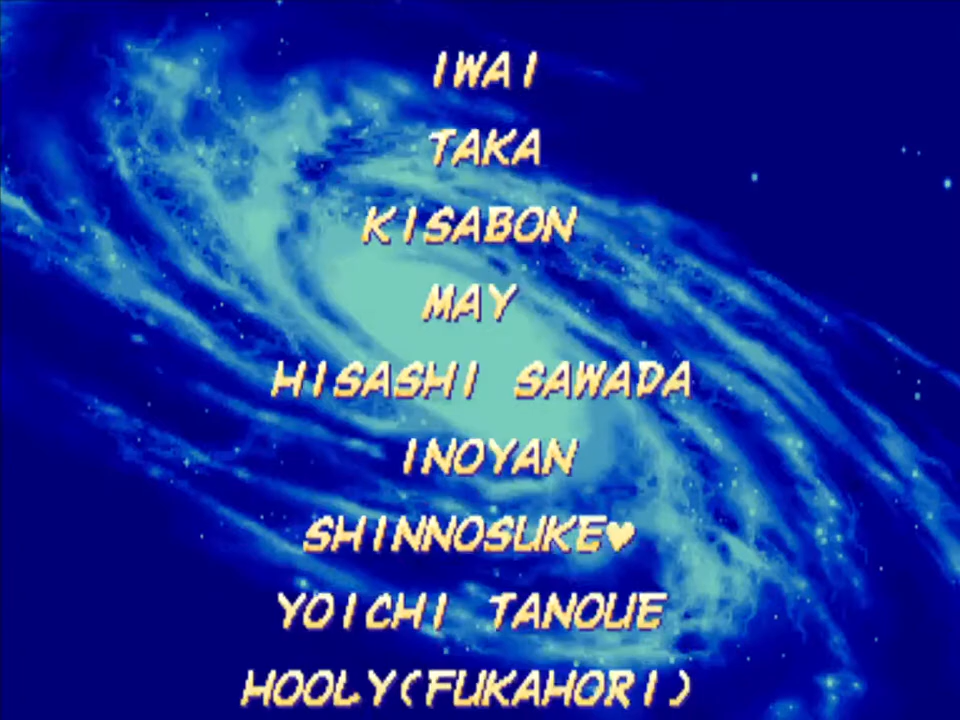 IWAI
TAKA
KISABON
MAY
HISASHI SAWADA
INOYAN
SHINNOSUKE♥
YOICHI TANOUE
HOOLY(FUKAHORI)